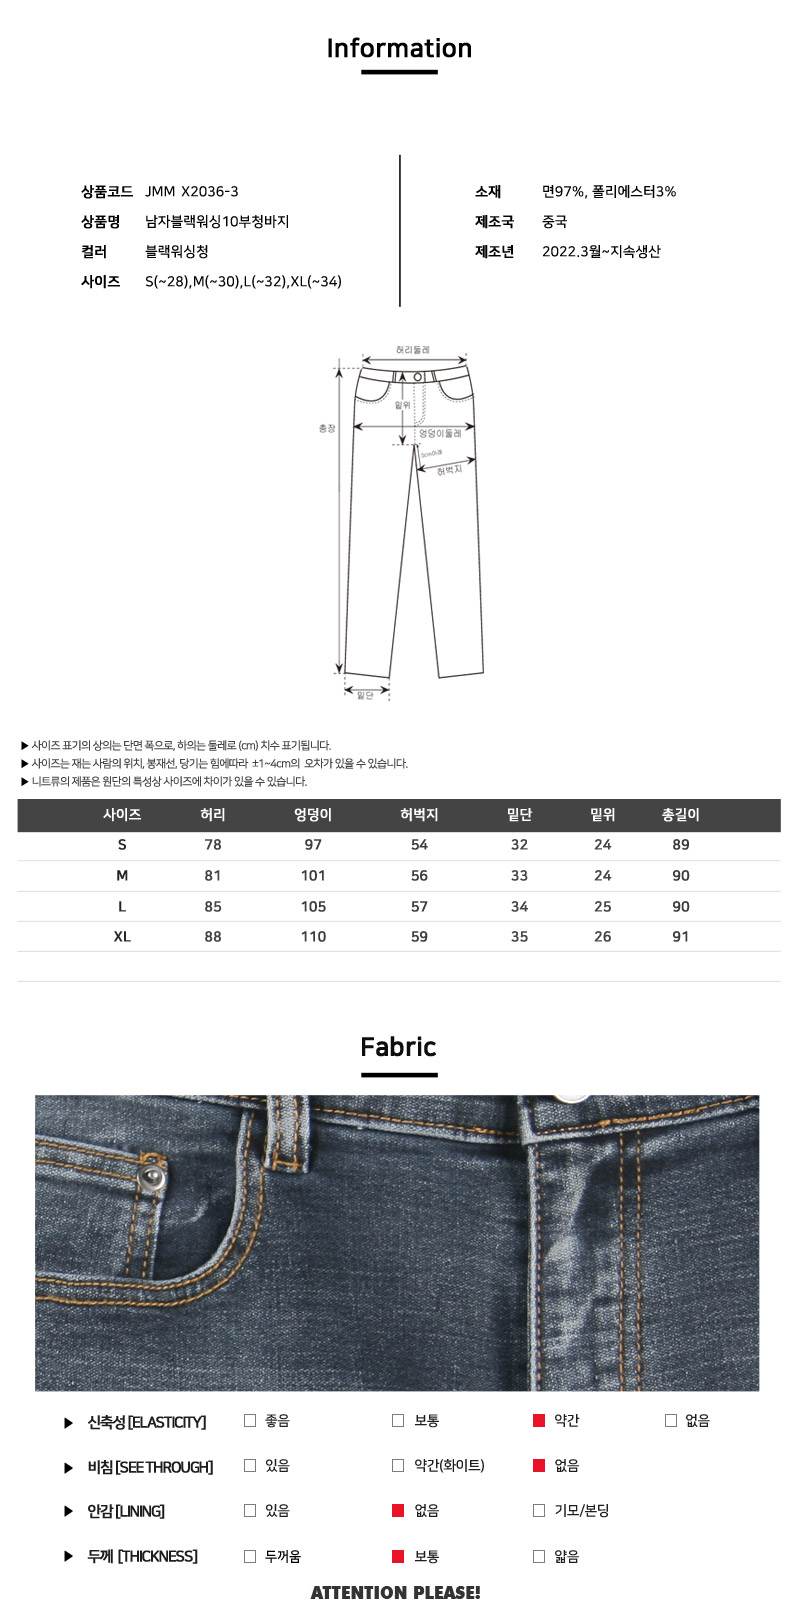 Information
상품코드 JMM X2036-3
상품명 남자블랙워싱10부청바지
컬러 블랙워싱청
사이즈 S(~28),M(~30),L(~32),XL(~34)
소재 면97%, 폴리에스터3%
제조국 중국
제조년 2022.3월~지속생산
허리둘레
밑위
총장
엉덩이둘레
허벅지
밑단
▶ 사이즈 표기의 상의는 단면 폭으로, 하의는 둘레로 (cm) 치수 표기됩니다.
▶ 사이즈는 재는 사람의 위치, 봉재선, 당기는 힘에따라 ±1~4cm의 오차가 있을 수 있습니다.
▶ 니트류의 제품은 원단의 특성상 사이즈에 차이가 있을 수 있습니다.
사이즈 허리 엉덩이 허벅지 밑단 밑위 총길이
S 78 97 54 32 24 89
M 81 101 56 33 24 90
L 85 105 57 34 25 90
XL 88 110 59 35 26 91
Fabric
▶ 신축성 [ELASTICITY] 좋음 보통 약간 없음
▶ 비침 [SEE THROUGH] 있음 약간(화이트) 없음
▶ 안감 [LINING] 있음 없음 기모/본딩
▶ 두께 [THICKNESS] 두꺼움 보통 얇음
ATTENTION PLEASE!